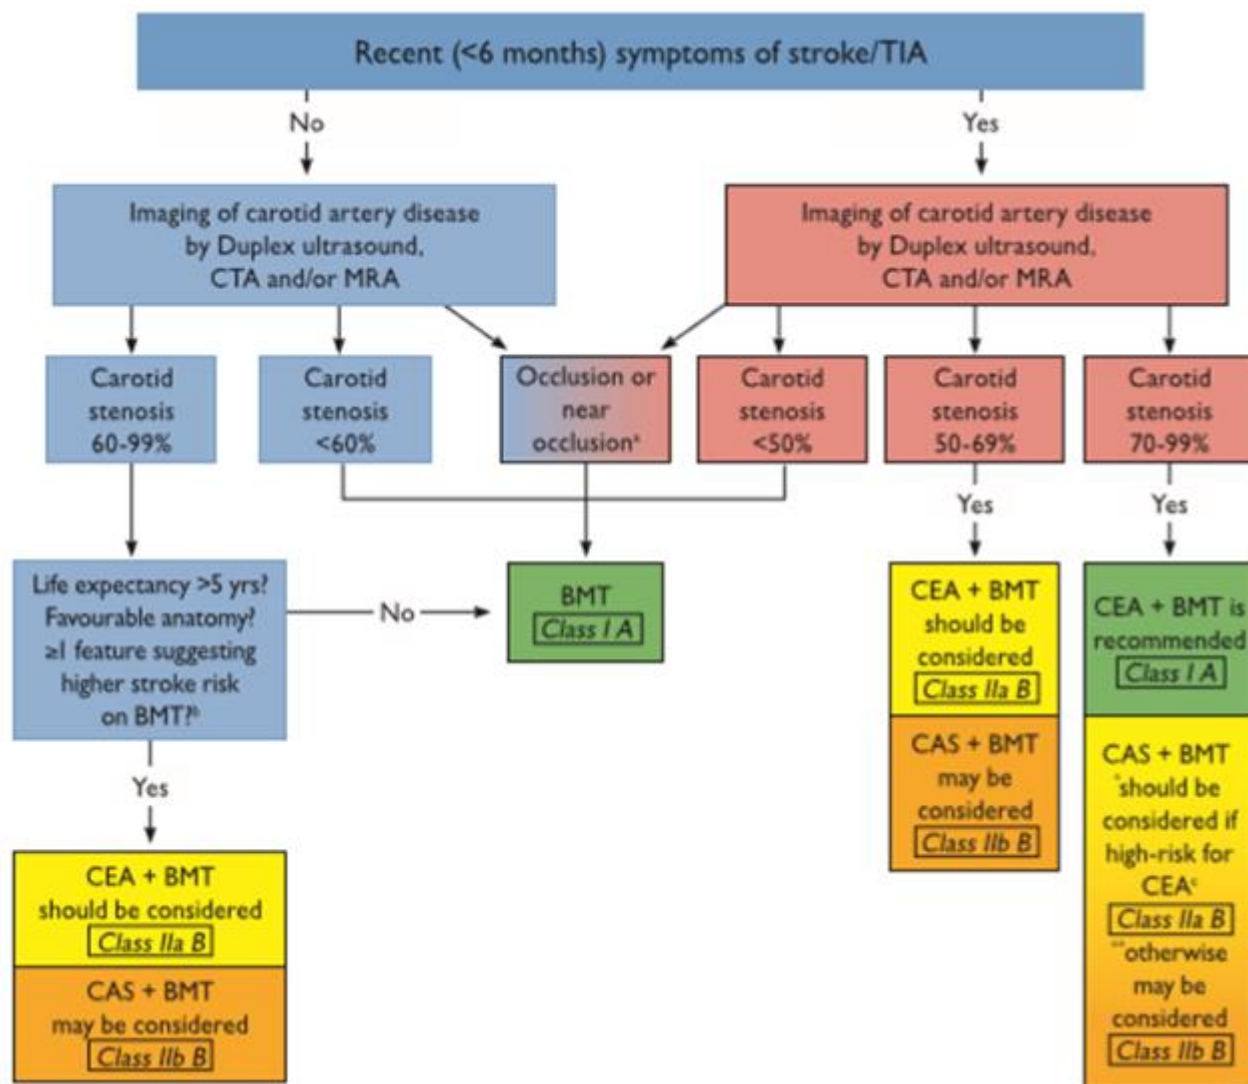 Recent (<6 months) symptoms of stroke/TIA
No
Yes
Imaging of carotid artery disease
by Duplex ultrasound,
CTA and/or MRA
Imaging of carotid artery disease
by Duplex ultrasound,
CTA and/or MRA
Carotid
stenosis
60-99%
Carotid
stenosis
<60%
Occlusion or
near
occlusionª
Carotid
stenosis
<50%
Carotid
stenosis
50-69%
Carotid
stenosis
70-99%
Yes
Yes
Life expectancy >5 yrs?
Favourable anatomy?
≥1 feature suggesting
higher stroke risk
on BMT?ᵇ
No
BMT
Class I A
CEA + BMT
should be
considered
Class IIa B
CEA + BMT is
recommended
Class I A
CAS + BMT
may be
considered
Class IIb B
CAS + BMT
*should be
considered if
high-risk for
CEAᶜ
Class IIa B
**otherwise
may be
considered
Class IIb B
Yes
CEA + BMT
should be considered
Class IIa B
CAS + BMT
may be considered
Class IIb B